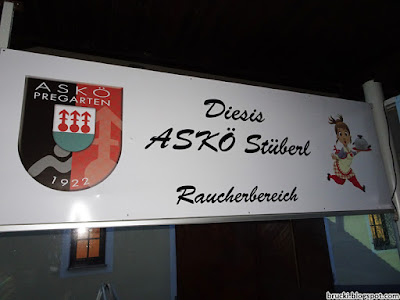 ASKÖ
PREGARTEN
1922
Diesis
ASKÖ Stüberl
Raucherbereich
brucki.blogspot.com